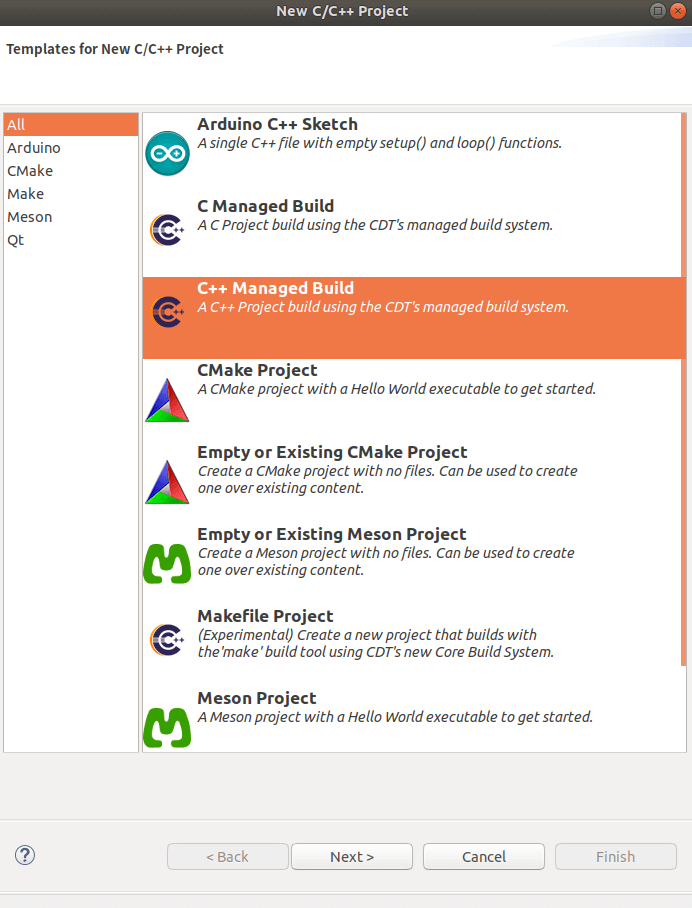 New C/C++ Project
Templates for New C/C++ Project
All
Arduino
CMake
Make
Meson
Qt
Arduino C++ Sketch
A single C++ file with empty setup() and loop() functions.
C Managed Build
A C Project build using the CDT's managed build system.
C++ Managed Build
A C++ Project build using the CDT's managed build system.
CMake Project
A CMake project with a Hello World executable to get started.
Empty or Existing CMake Project
Create a CMake project with no files. Can be used to create
one over existing content.
Empty or Existing Meson Project
Create a Meson project with no files. Can be used to create
one over existing content.
Makefile Project
(Experimental) Create a new project that builds with
the'make' build tool using CDT's new Core Build System.
Meson Project
A Meson project with a Hello World executable to get started.
?
< Back
Next >
Cancel
Finish